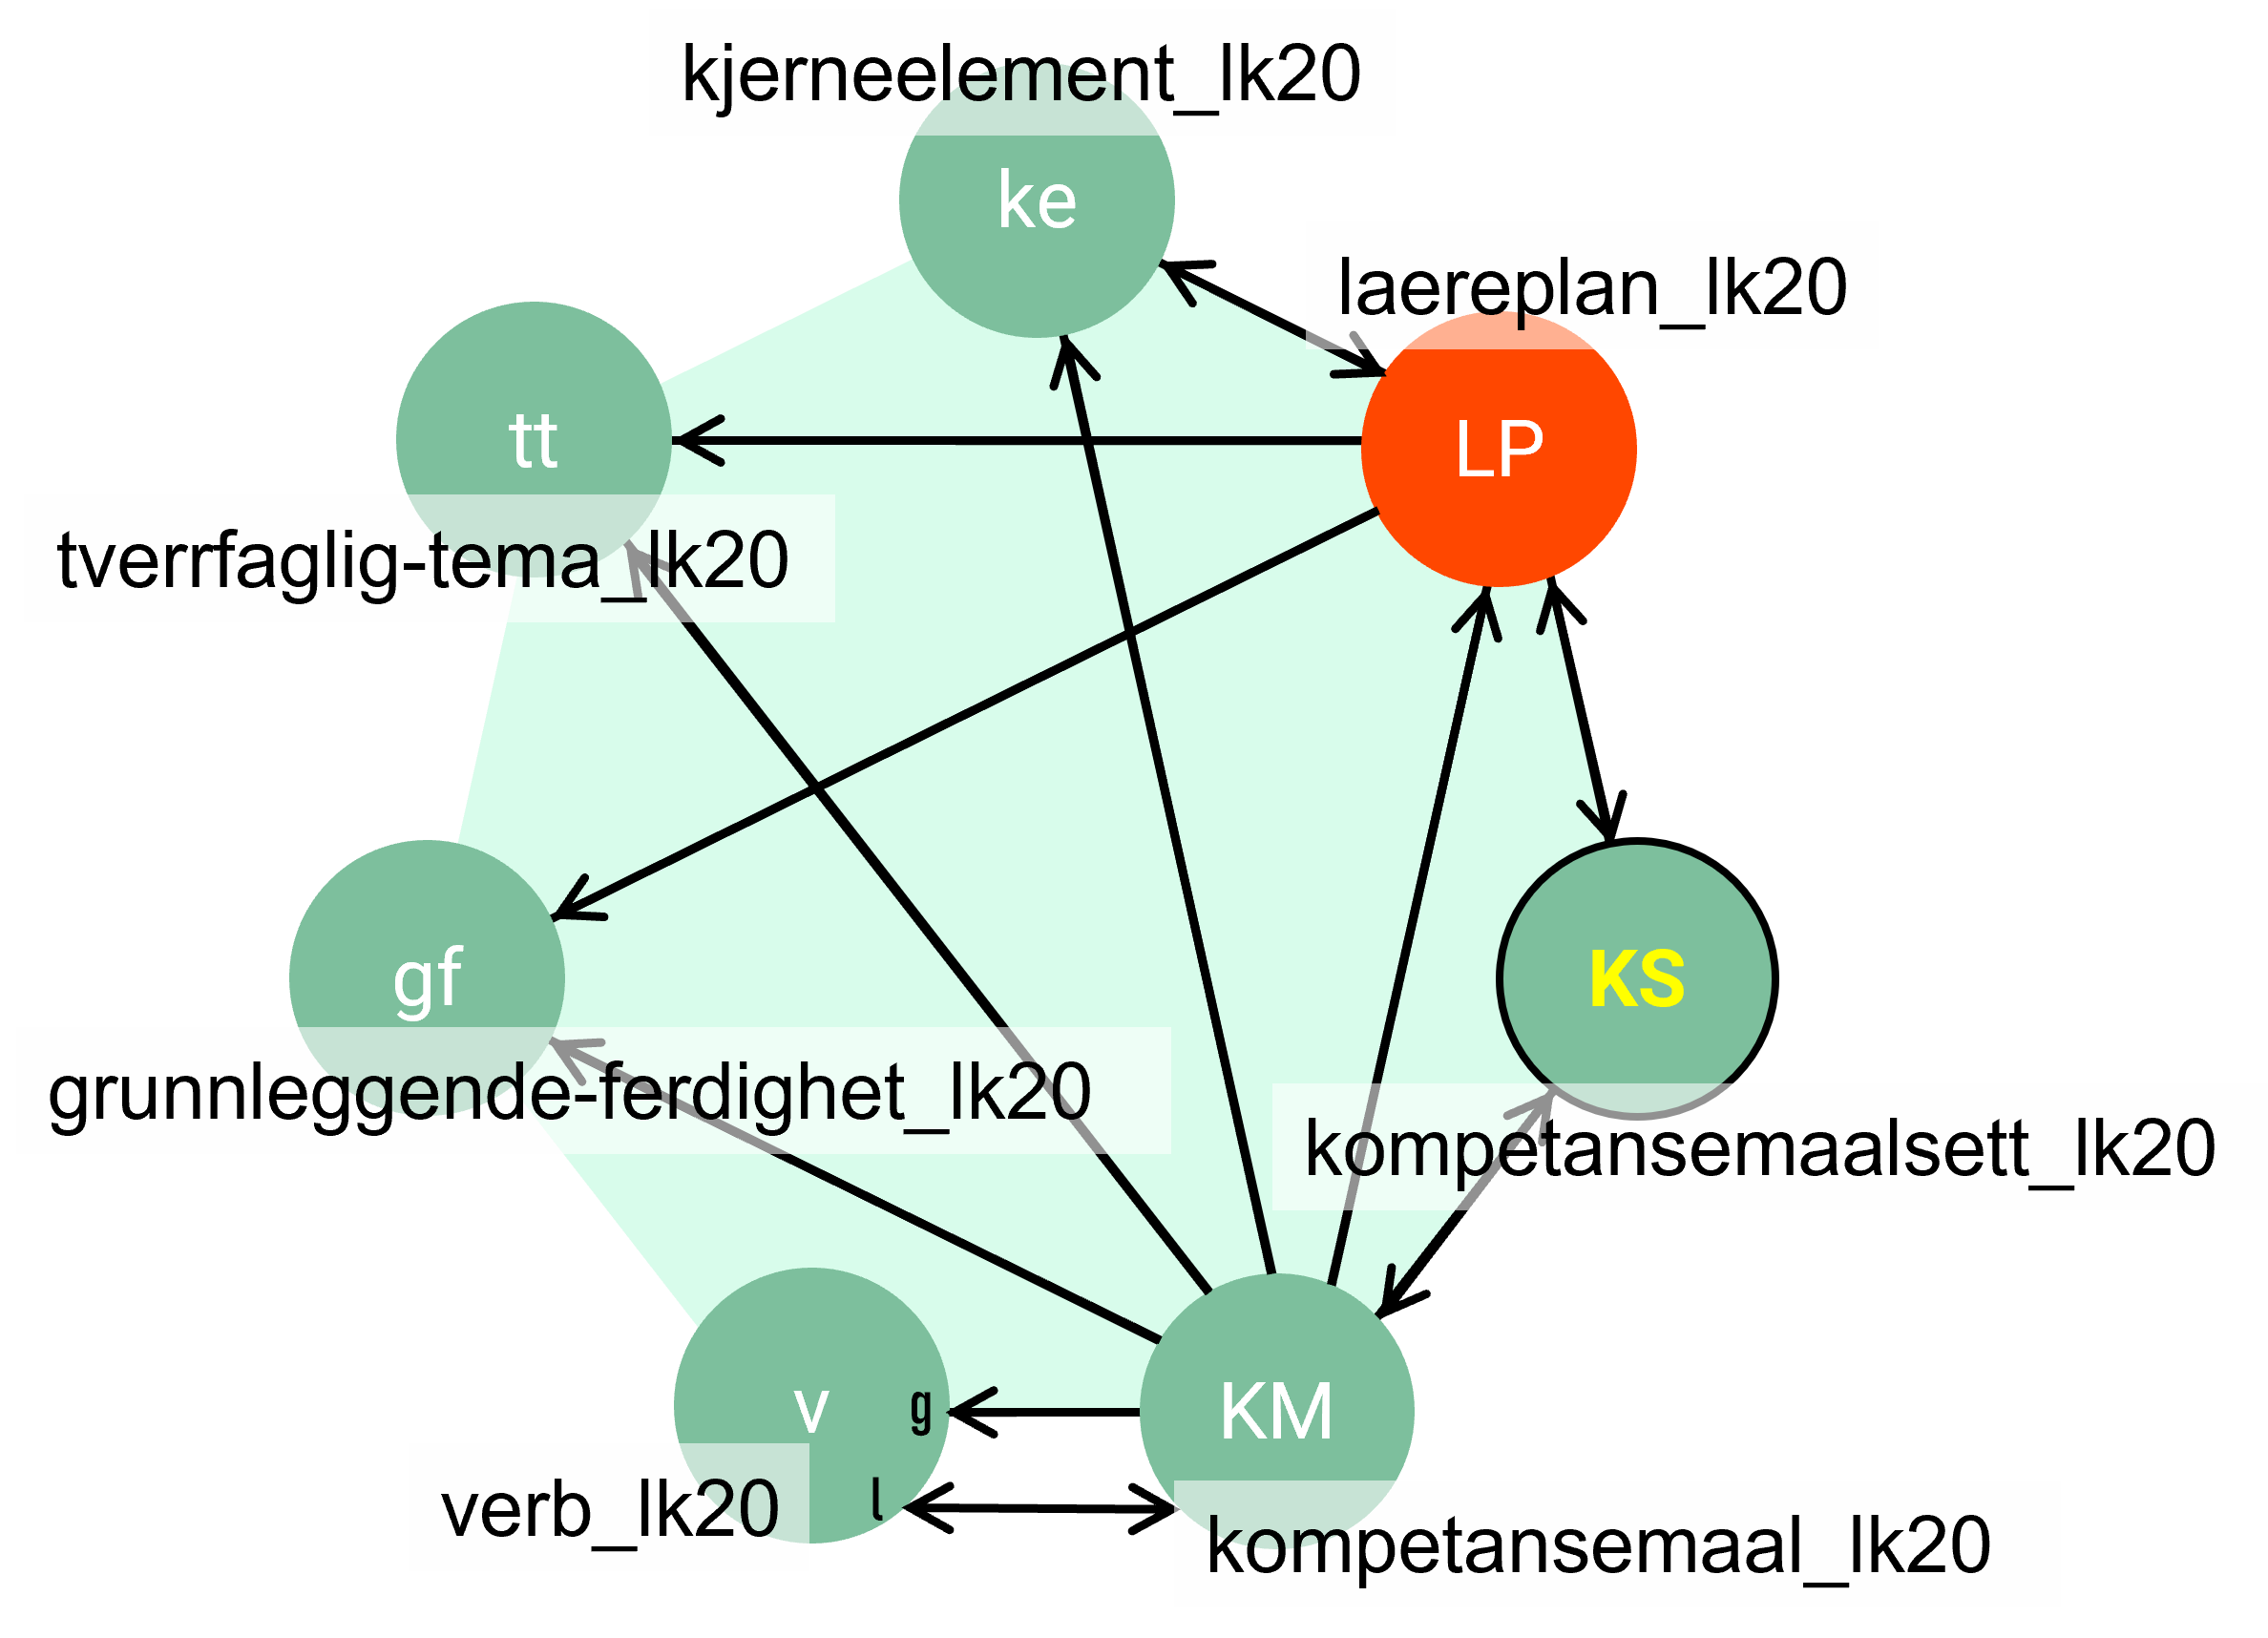 kjerneelement_lk20
ke
laereplan_lk20
LP
tt
tverrfaglig-tema_lk20
gf
KS
grunnleggende-ferdighet_lk20
kompetansemaalsett_lk20
v
g
KM
l
verb_lk20
kompetansemaal_lk20